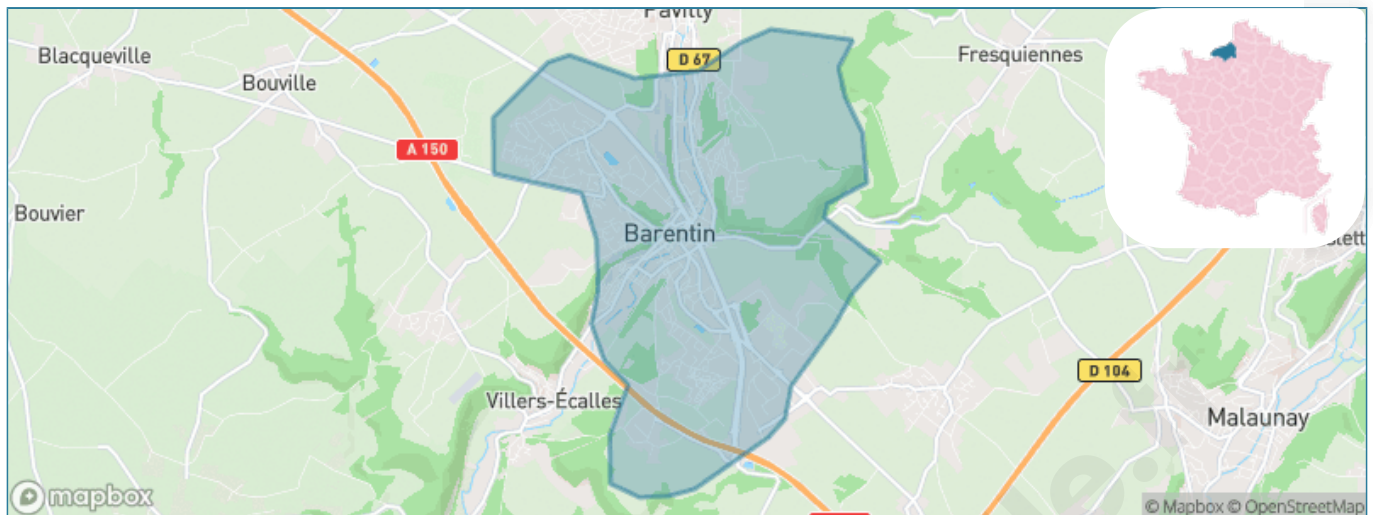 Pavilly
Blacqueville
D 67
Fresquiennes
Bouville
A 150
Bouvier
Barentin
D 104
Villers-Écalles
Malaunay
mapbox
© Mapbox © OpenStreetMap